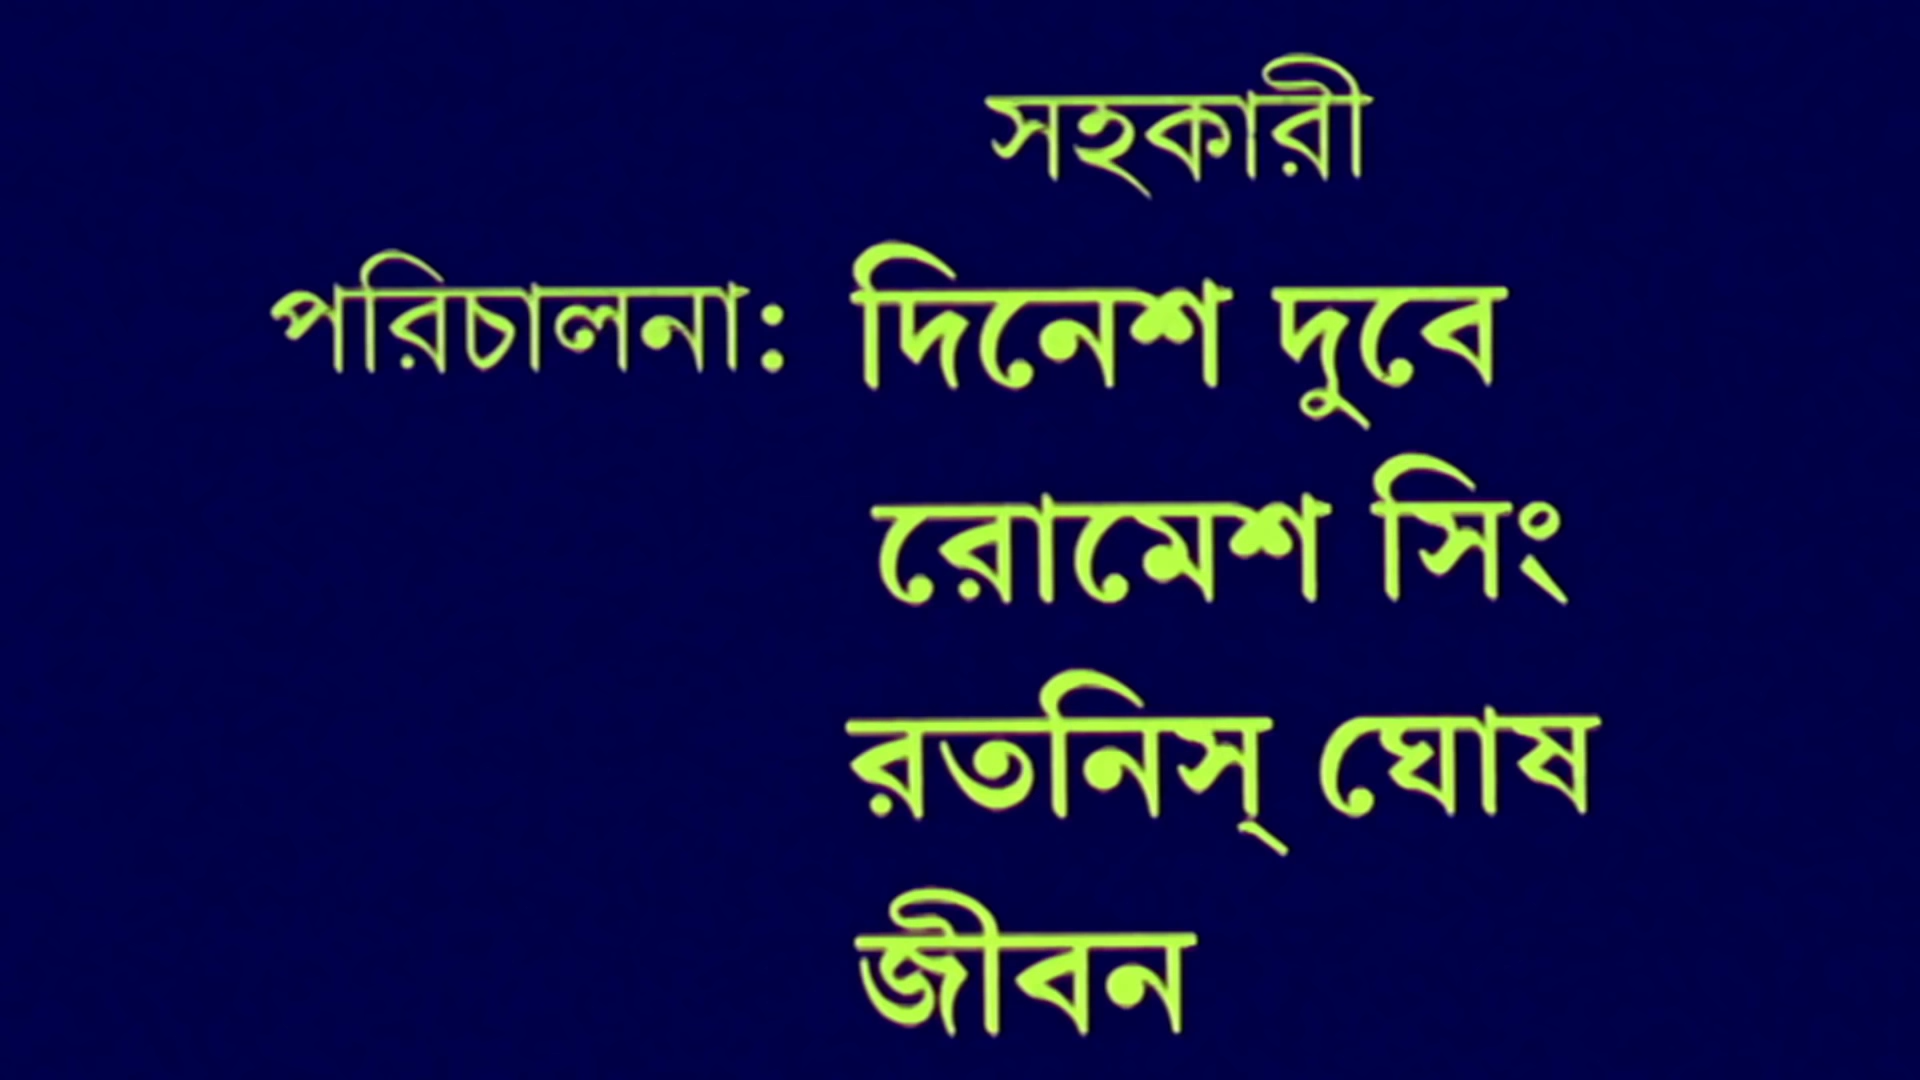 সহকারী
পরিচালনা: দিনেশ দুবে
রোমেশ সিং
রতনিস্ ঘোষ
জীবন